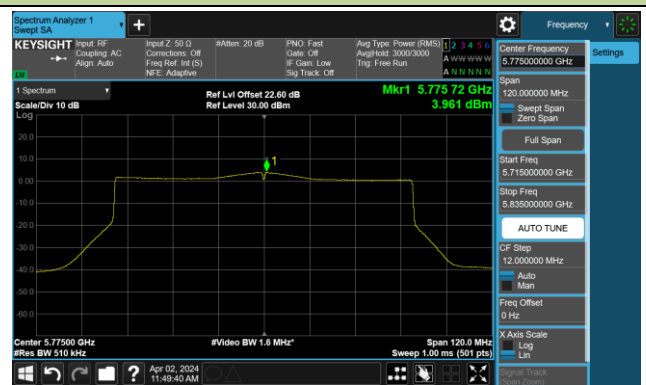 Spectrum Analyzer 1
Swept SA
Frequency
KEYSIGHT
Input: RF
Coupling: AC
Align: Auto
Input Z: 50 Ω
Corrections: Off
Freq Ref: Int (S)
NFE: Adaptive
#Atten: 20 dB
PNO: Fast
Gate: Off
IF Gain: Low
Sig Track: Off
Avg Type: Power (RMS)
Avg|Hold: 3000/3000
Trig: Free Run
1 2 3 4 5 6
A W W W W W
A N N N N N
LW
1 Spectrum
Scale/Div 10 dB
Ref Lvl Offset 22.60 dB
Ref Level 30.00 dBm
Mkr1 5.775 72 GHz
3.961 dBm
Log
20.0
10.0
0.00
-10.0
-20.0
-30.0
-40.0
-50.0
-60.0
1
Center 5.77500 GHz
#Res BW 510 kHz
#Video BW 1.6 MHz*
Span 120.0 MHz
Sweep 1.00 ms (501 pts)
Apr 02, 2024
11:49:40 AM
Center Frequency
5.775000000 GHz
Settings
Span
120.000000 MHz
Swept Span
Zero Span
Full Span
Start Freq
5.715000000 GHz
Stop Freq
5.835000000 GHz
AUTO TUNE
CF Step
12.000000 MHz
Auto
Man
Freq Offset
0 Hz
X Axis Scale
Log
Lin
Signal Track
(Span Zoom)